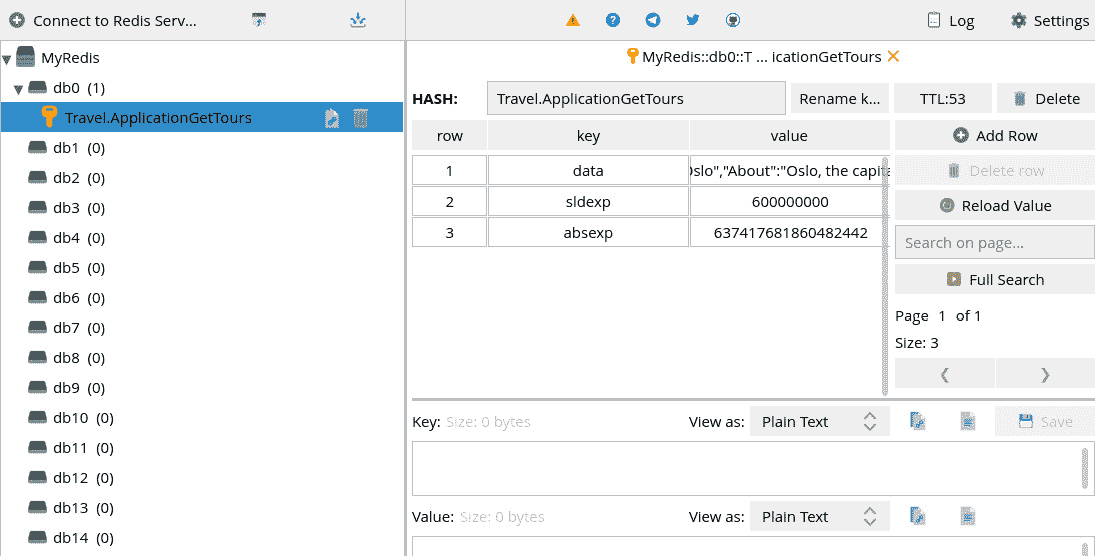 Connect to Redis Serv...
Log
Settings
MyRedis
db0 (1)
Travel.ApplicationGetTours
db1 (0)
db2 (0)
db3 (0)
db4 (0)
db5 (0)
db6 (0)
db7 (0)
db8 (0)
db9 (0)
db10 (0)
db11 (0)
db12 (0)
db13 (0)
db14 (0)
MyRedis::db0::T ... icationGetTours
HASH:
Travel.ApplicationGetTours
Rename k...
TTL:53
Delete
row key value
1 data Oslo","About":"Oslo, the capita
2 sldexp 600000000
3 absexp 637417681860482442
Add Row
Delete row
Reload Value
Search on page...
Full Search
Page 1 of 1
Size: 3
Key: Size: 0 bytes
View as: Plain Text
Save
Value: Size: 0 bytes
View as: Plain Text